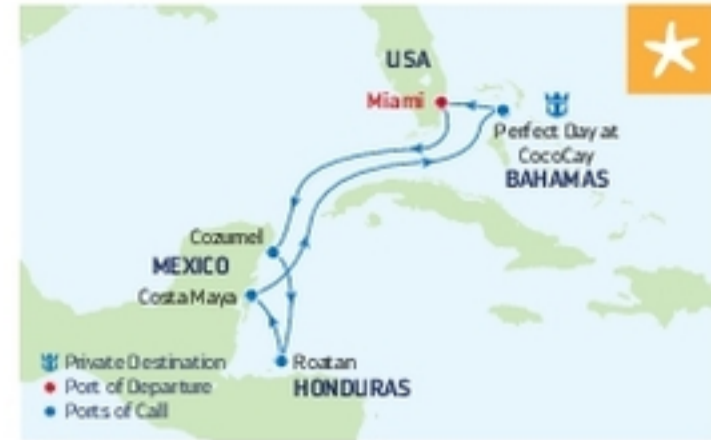 USA
Miami
Perfect Day at
CocoCay
BAHAMAS
Cozumel
MEXICO
Costa Maya
Roatan
HONDURAS
Private Destination
Port of Departure
Ports of Call